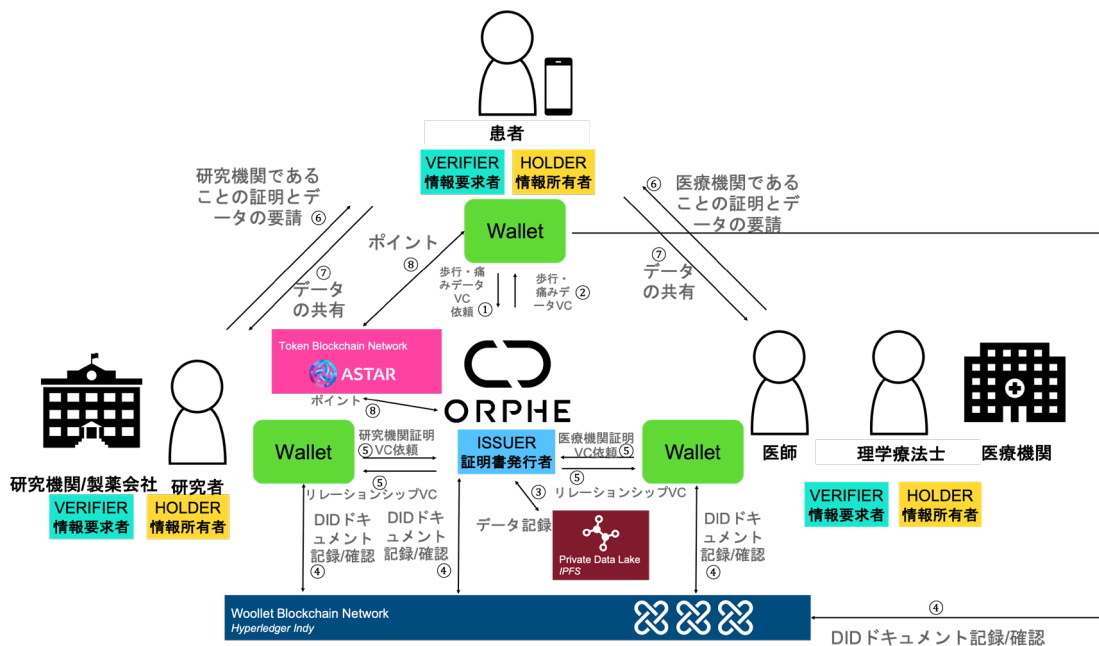 患者
VERIFIER
情報要求者
HOLDER
情報所有者
研究機関である
ことの証明とデ
ータの要請 ⑥
⑥ 医療機関である
ことの証明とデ
ータの要請
Wallet
ポイント
⑧
⑦
データ
の共有
歩行・痛
みデータ
VC
依頼 ①
歩行・
痛みデ
ータVC
②
⑦
データ
の共有
Token Blockchain Network
ASTAR
ポイント
⑧
ORPHE
ISSUER
証明書発行者
Wallet
研究機関証明
⑤VC依頼
⑤
リレーションシップVC
医療機関証明
VC依頼⑤
⑤
リレーションシップVC
Wallet
研究機関/製薬会社
研究者
VERIFIER
情報要求者
HOLDER
情報所有者
医師
理学療法士
医療機関
VERIFIER
情報要求者
HOLDER
情報所有者
③
データ記録
Private Data Lake
IPFS
DIDドキ
ュメント
記録/確認
④
DIDドキ
ュメント
記録/確認
④
DIDドキ
ュメント
記録/確認
④
Woollet Blockchain Network
Hyperledger Indy
④
DIDドキュメント記録/確認